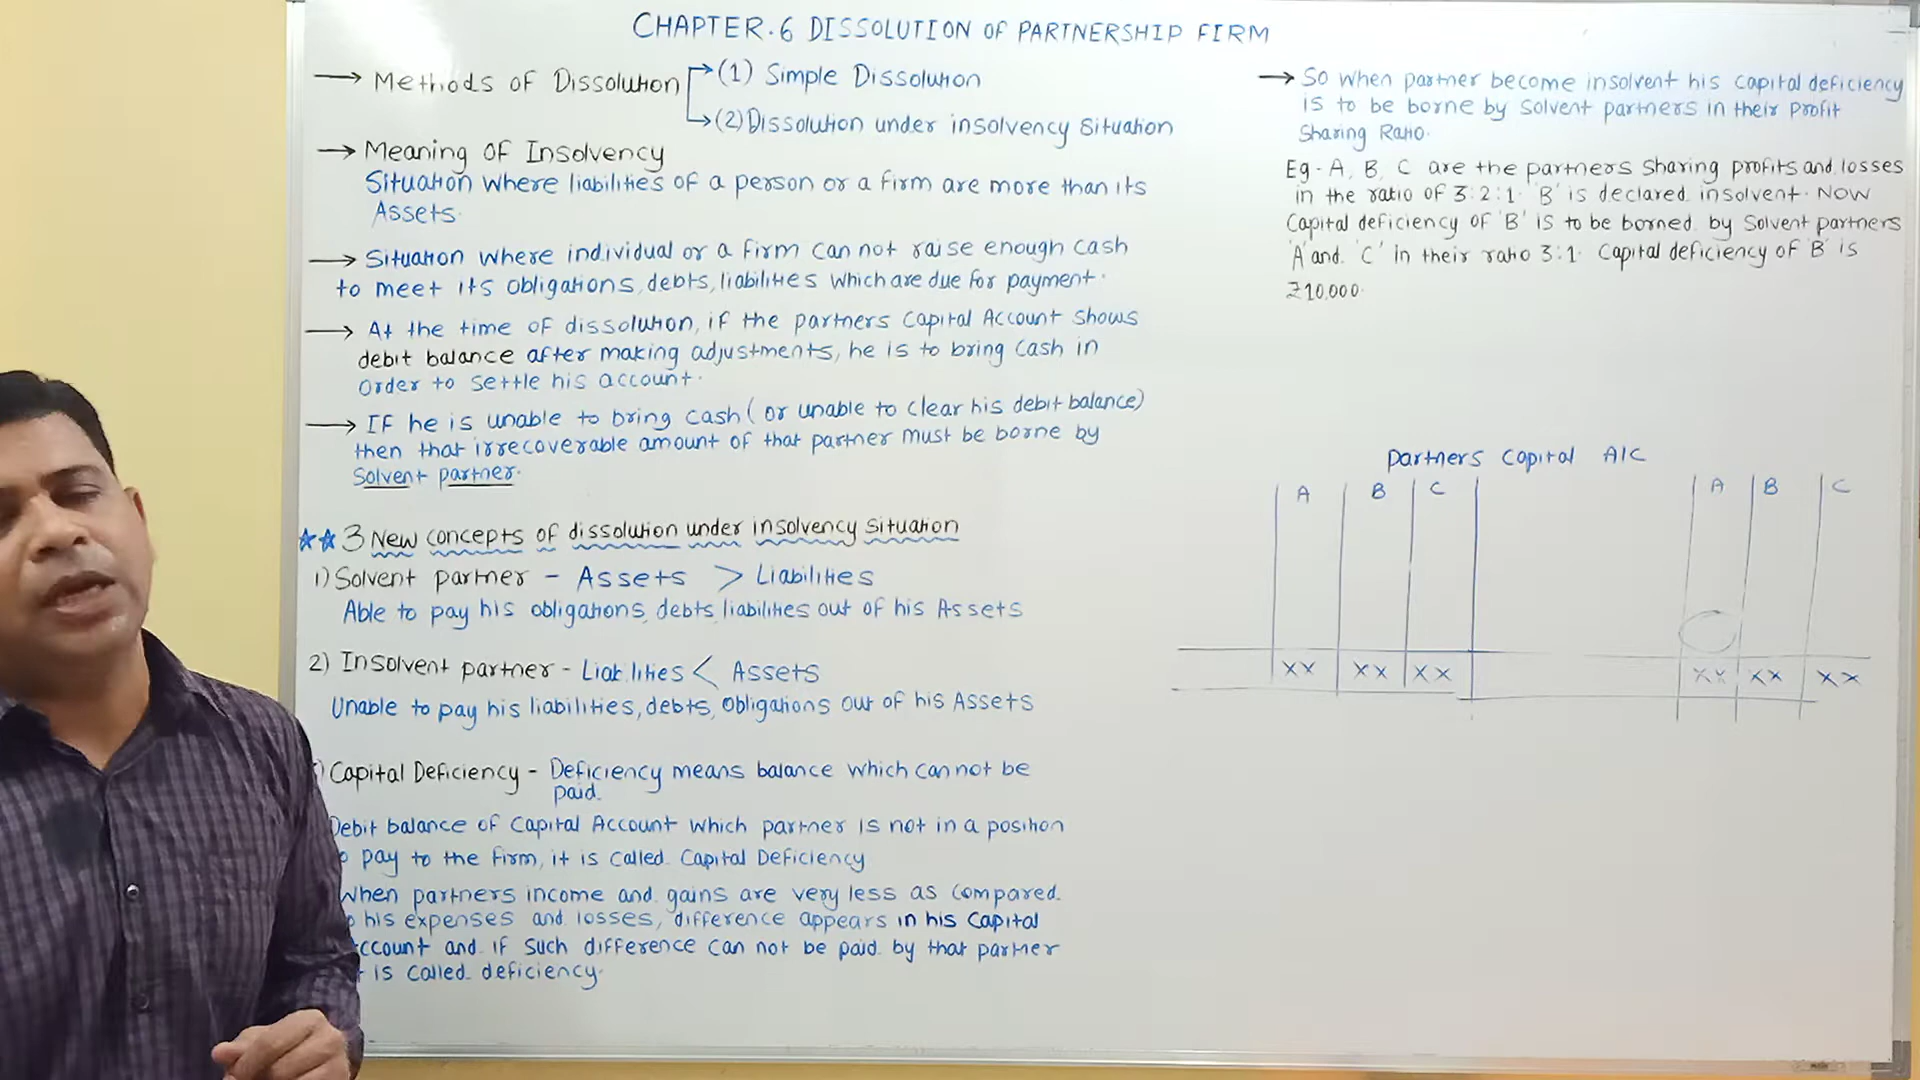 CHAPTER.6 DISSOLUTION OF PARTNERSHIP FIRM
→ Methods of Dissolution
→(1) Simple Dissolution
→(2) Dissolution under insolvency Situation
→ Meaning OF Insolvency
Situation where liabilities of a person or a firm are more than its
Assets.
→ Situation where individual or a firm can not raise enough cash
to meet its obligations, debts, liabilities which are due for payment.
→ At the time of dissolution, if the partners Capital Account shows
debit balance after making adjustments, he is to bring cash in
order to settle his account.
→ If he is unable to bring cash (or unable to clear his debit balance)
then that irrecoverable amount of that partner must be borne by
Solvent partner.
★★ 3 New concepts of dissolution under insolvency situation
1) Solvent partner - Assets > Liabilities
Able to pay his obligations, debts, liabilities out of his Assets
2) Insolvent partner - Liabilities < Assets
Unable to pay his liabilities, debts, obligations out of his Assets
) Capital Deficiency - Deficiency means balance which can not be
paid.
Debit balance of Capital Account which partner is not in a position
pay to the firm, it is called Capital Deficiency
When partners income and gains are very less as compared
his expenses and losses, difference appears in his Capital
ccount and if such difference can not be paid by that partner
is called deficiency.
→ So when partner become insolvent his capital deficiency
is to be borne by solvent partners in their profit
Sharing Ratio.
Eg - A, B, C are the partners sharing profits and losses
in the ratio of 3:2:1. 'B' is declared insolvent. Now
Capital deficiency of 'B' is to be borned by solvent partners
'A' and 'C' in their ratio 3:1. Capital deficiency of 'B' is
₹10,000.
Partners Capital A/C
A B C A B C
XX XX XX XX XX XX